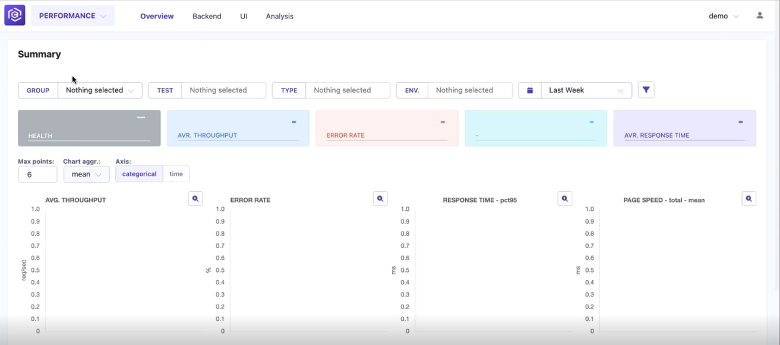 PERFORMANCE Overview Backend UI Analysis demo
Summary
GROUP Nothing selected TEST Nothing selected TYPE Nothing selected ENV. Nothing selected Last Week
— – – – –
HEALTH AVR. THROUGHPUT ERROR RATE - AVR. RESPONSE TIME
Max points: Chart aggr.: Axis:
6 mean categorical time
AVG. THROUGHPUT ERROR RATE RESPONSE TIME - pct95 PAGE SPEED - total - mean
1.0 1.0 1.0 1.0
0.9 0.9 0.9 0.9
0.8 0.8 0.8 0.8
0.7 0.7 0.7 0.7
0.6 0.6 0.6 0.6
req/sec 0.5 % 0.5 ms 0.5 ms 0.5
0.4 0.4 0.4 0.4
0.3 0.3 0.3 0.3
0.2 0.2 0.2 0.2
0.1 0.1 0.1 0.1
0 0 0 0